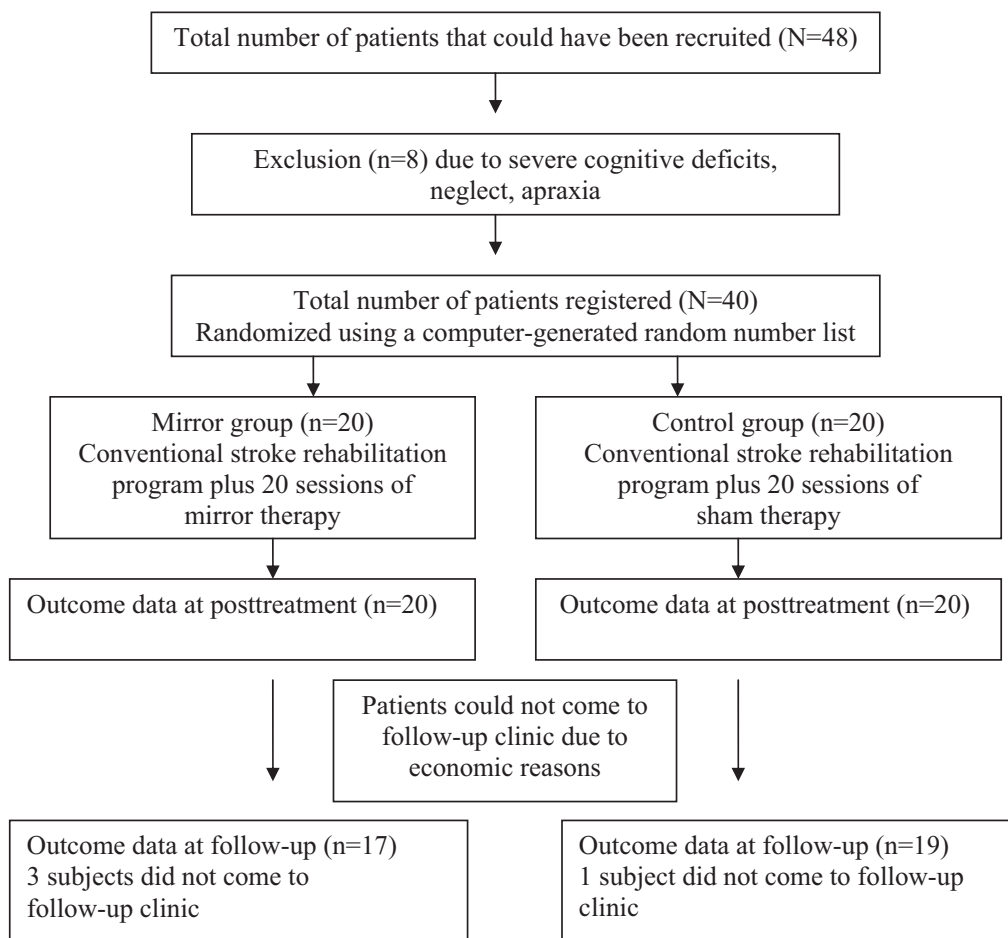 Total number of patients that could have been recruited (N=48)
Exclusion (n=8) due to severe cognitive deficits,
neglect, apraxia
Total number of patients registered (N=40)
Randomized using a computer-generated random number list
Mirror group (n=20)
Conventional stroke rehabilitation
program plus 20 sessions of
mirror therapy
Control group (n=20)
Conventional stroke rehabilitation
program plus 20 sessions of
sham therapy
Outcome data at posttreatment (n=20)
Outcome data at posttreatment (n=20)
Patients could not come to
follow-up clinic due to
economic reasons
Outcome data at follow-up (n=17)
3 subjects did not come to
follow-up clinic
Outcome data at follow-up (n=19)
1 subject did not come to follow-up
clinic